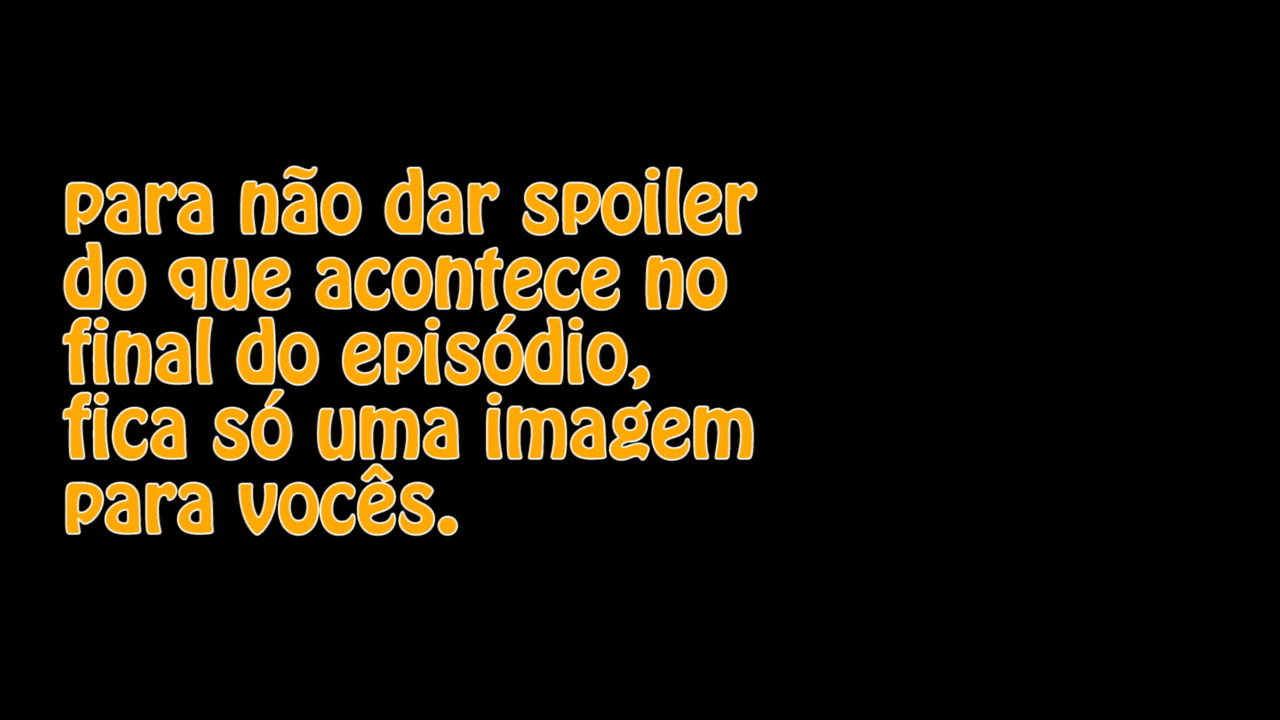 para não dar spoiler
do que acontece no
final do episódio,
fica só uma imagem
para vocês.